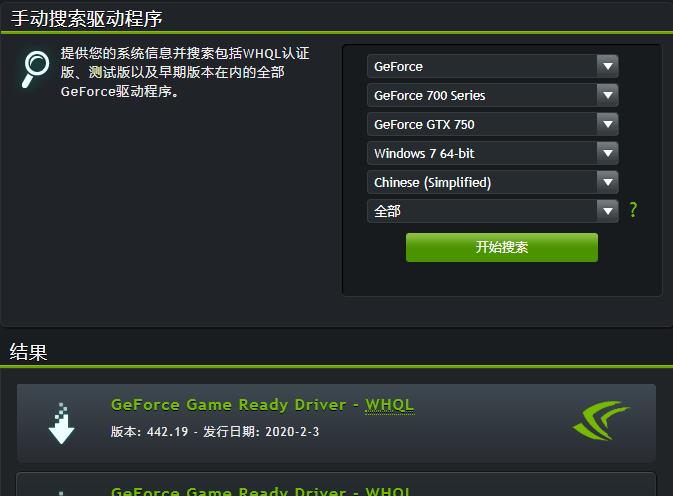 手动搜索驱动程序
提供您的系统信息并搜索包括WHQL认证
版、测试版以及早期版本在内的全部
GeForce驱动程序。
GeForce
GeForce 700 Series
GeForce GTX 750
Windows 7 64-bit
Chinese (Simplified)
全部
?
开始搜索
结果
GeForce Game Ready Driver - WHQL
版本: 442.19 - 发行日期: 2020-2-3
GeForce Game Ready Driver - WHQL